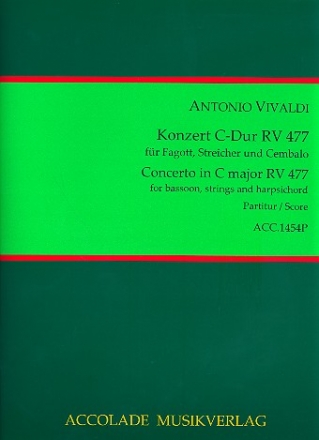 ANTONIO VIVALDI
Konzert C-Dur RV 477
für Fagott, Streicher und Cembalo
Concerto in C major RV 477
for bassoon, strings and harpsichord
Partitur / Score
ACC.1454P
ACCOLADE MUSIKVERLAG